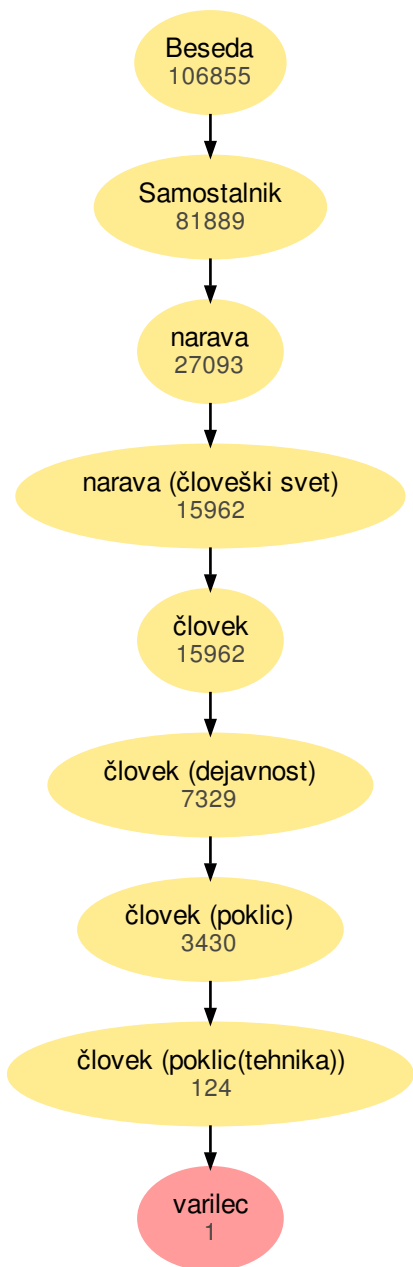 Beseda
106855
Samostalnik
81889
narava
27093
narava (človeški svet)
15962
človek
15962
človek (dejavnost)
7329
človek (poklic)
3430
človek (poklic(tehnika))
124
varilec
1